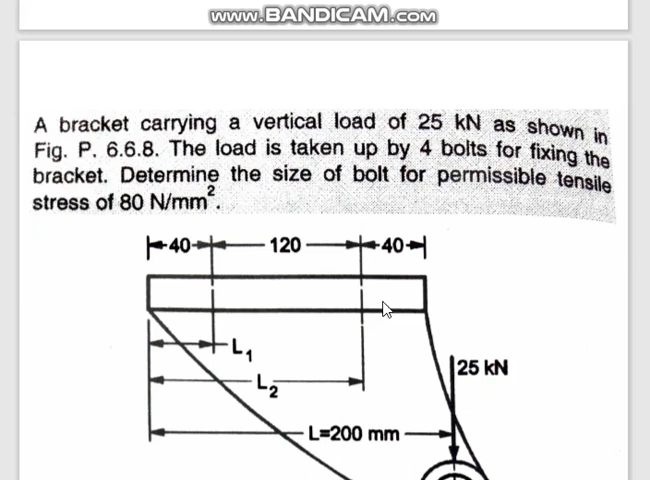 www.BANDICAM.com
A bracket carrying a vertical load of 25 kN as shown in
Fig. P. 6.6.8. The load is taken up by 4 bolts for fixing the
bracket. Determine the size of bolt for permissible tensile
stress of 80 N/mm².
40 120 40
L₁
25 kN
L₂
L=200 mm